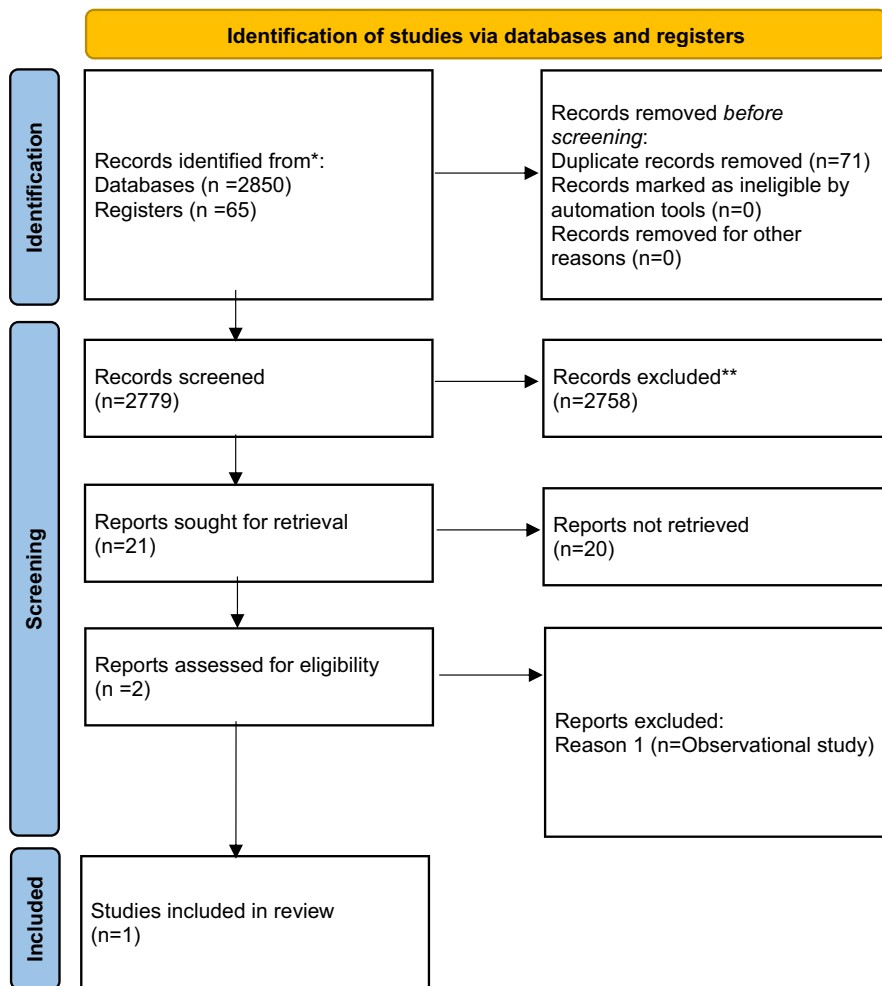 Identification of studies via databases and registers
Identification
Records identified from*:
Databases (n =2850)
Registers (n =65)
Records removed before
screening:
Duplicate records removed (n=71)
Records marked as ineligible by
automation tools (n=0)
Records removed for other
reasons (n=0)
Screening
Records screened
(n=2779)
Records excluded**
(n=2758)
Reports sought for retrieval
(n=21)
Reports not retrieved
(n=20)
Reports assessed for eligibility
(n =2)
Reports excluded:
Reason 1 (n=Observational study)
Included
Studies included in review
(n=1)